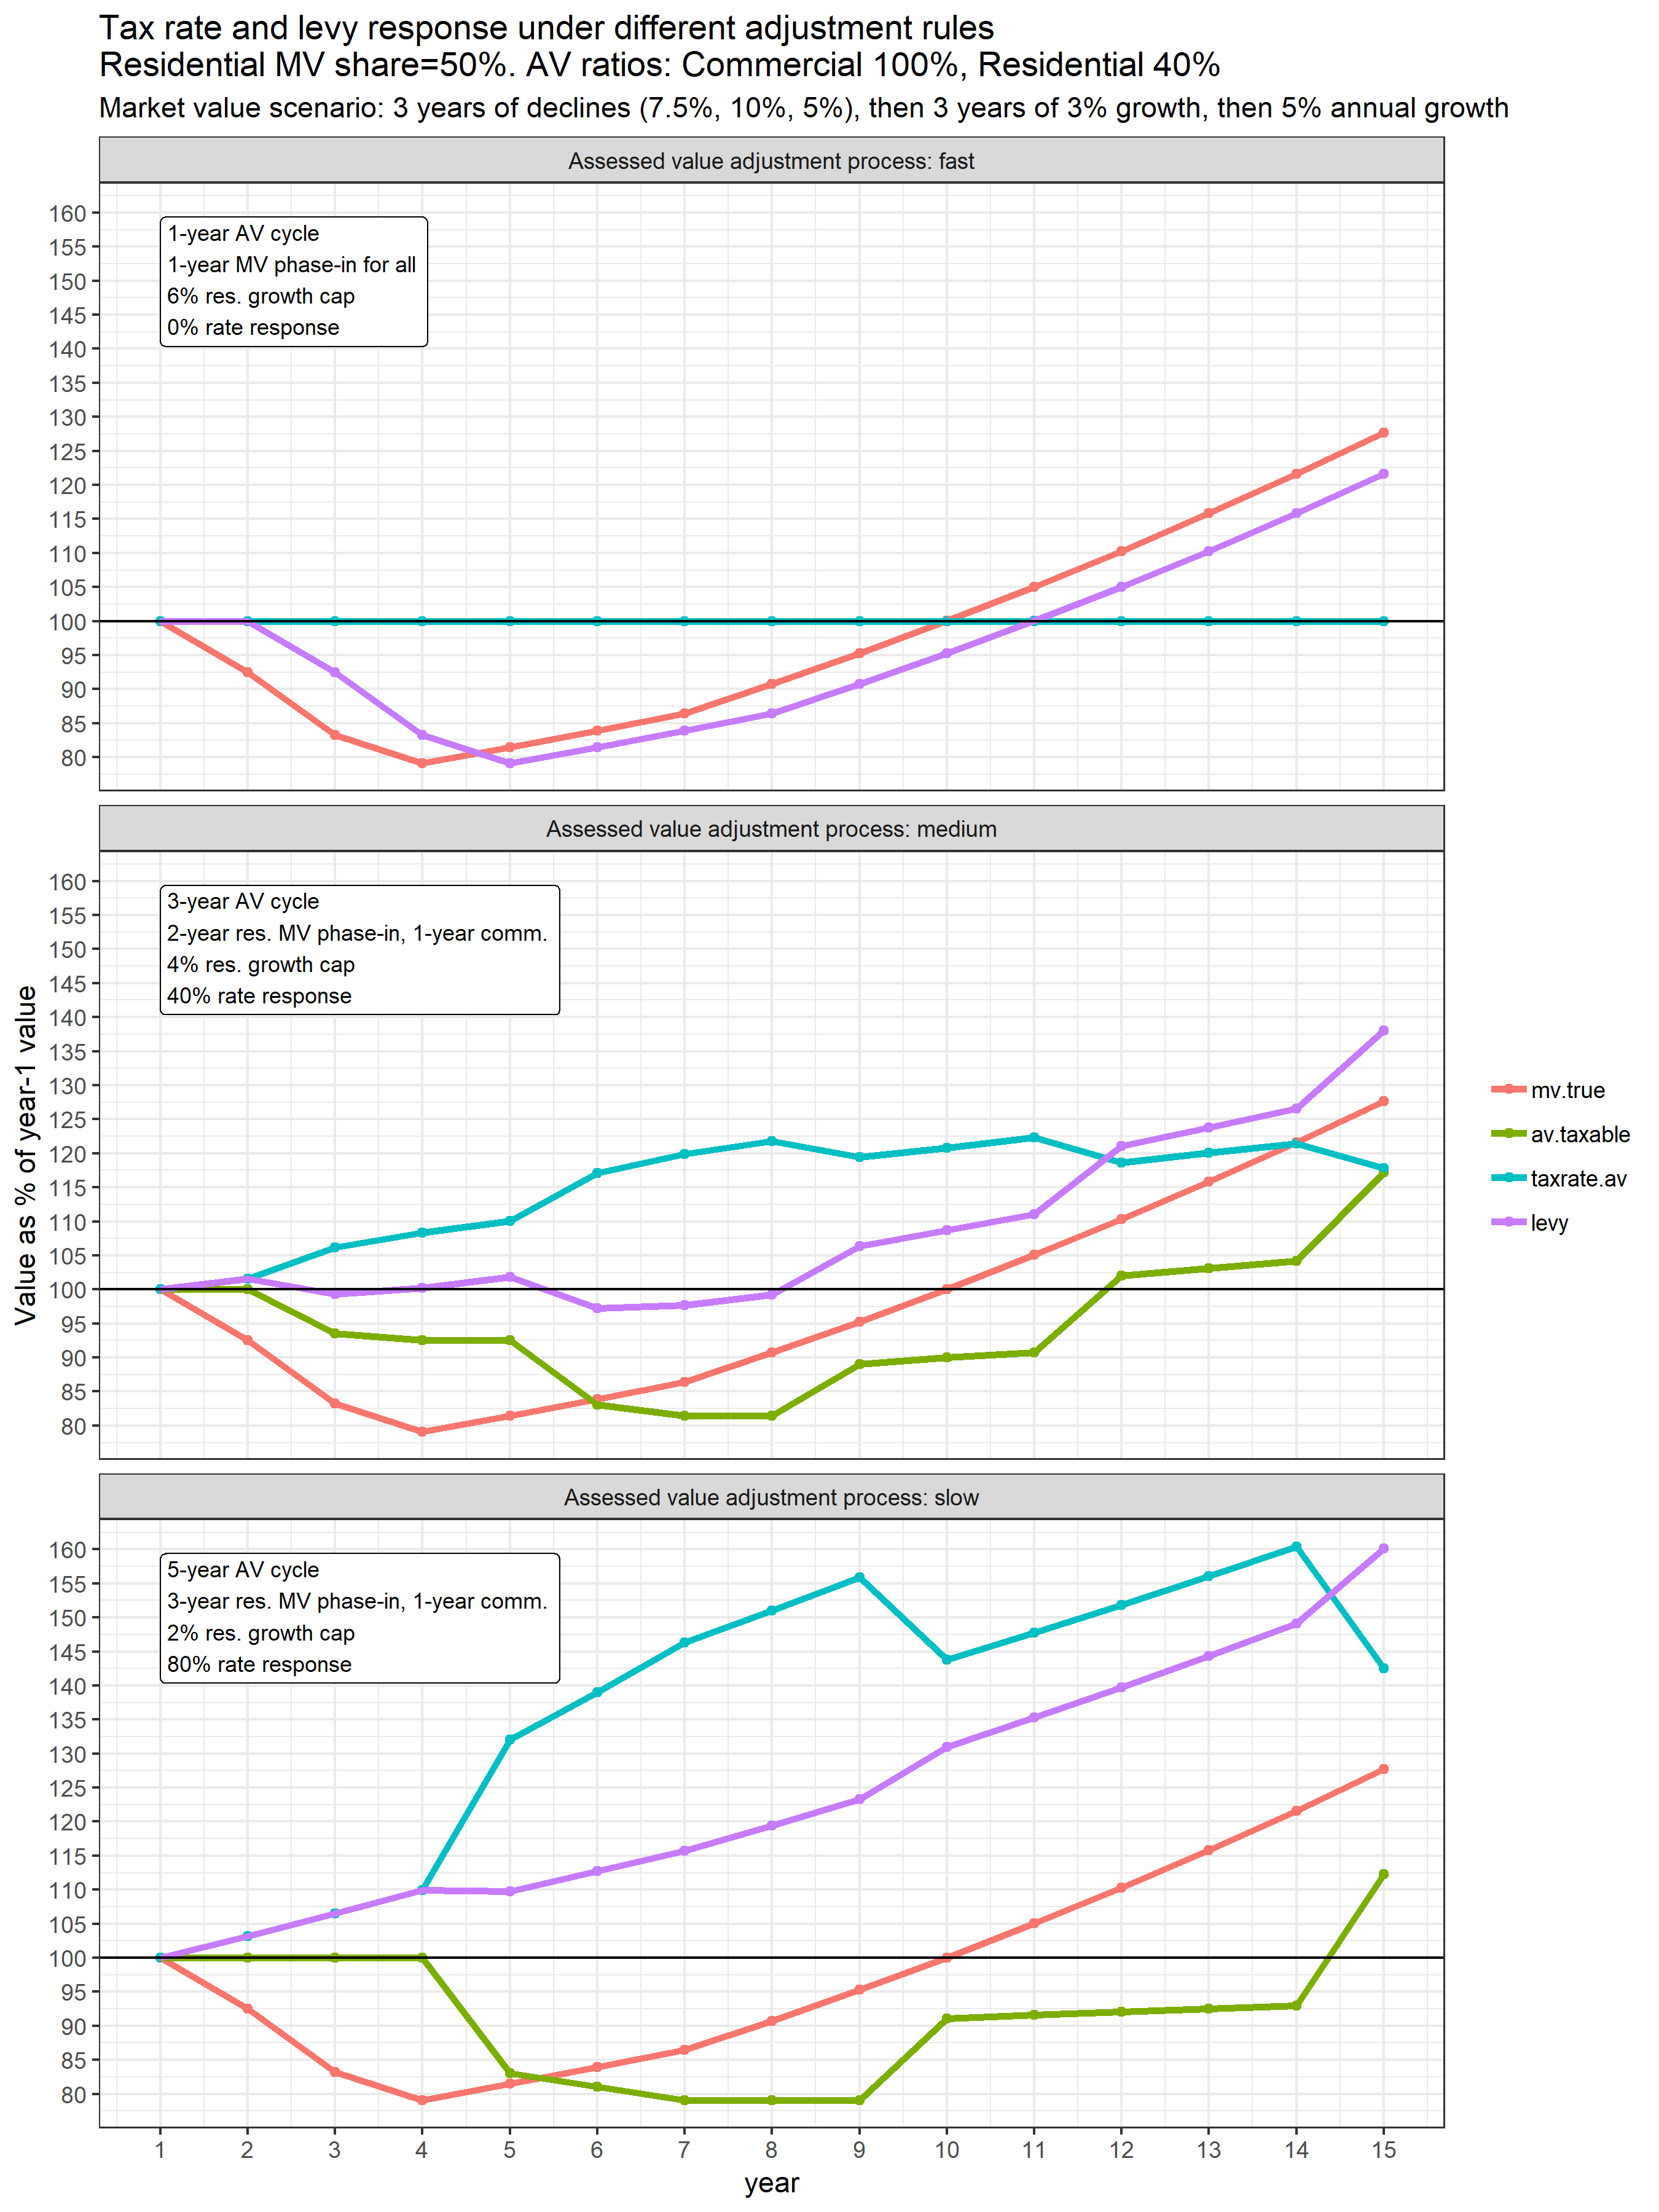 Tax rate and levy response under different adjustment rules
Residential MV share=50%. AV ratios: Commercial 100%, Residential 40%
Market value scenario: 3 years of declines (7.5%, 10%, 5%), then 3 years of 3% growth, then 5% annual growth
Assessed value adjustment process: fast
160
155
150
145
140
135
130
125
120
115
110
105
100
95
90
85
80
1-year AV cycle
1-year MV phase-in for all
6% res. growth cap
0% rate response
Assessed value adjustment process: medium
160
155
150
145
140
135
130
125
120
115
110
105
100
95
90
85
80
3-year AV cycle
2-year res. MV phase-in, 1-year comm.
4% res. growth cap
40% rate response
Value as % of year-1 value
mv.true
av.taxable
taxrate.av
levy
Assessed value adjustment process: slow
160
155
150
145
140
135
130
125
120
115
110
105
100
95
90
85
80
5-year AV cycle
3-year res. MV phase-in, 1-year comm.
2% res. growth cap
80% rate response
1 2 3 4 5 6 7 8 9 10 11 12 13 14 15
year